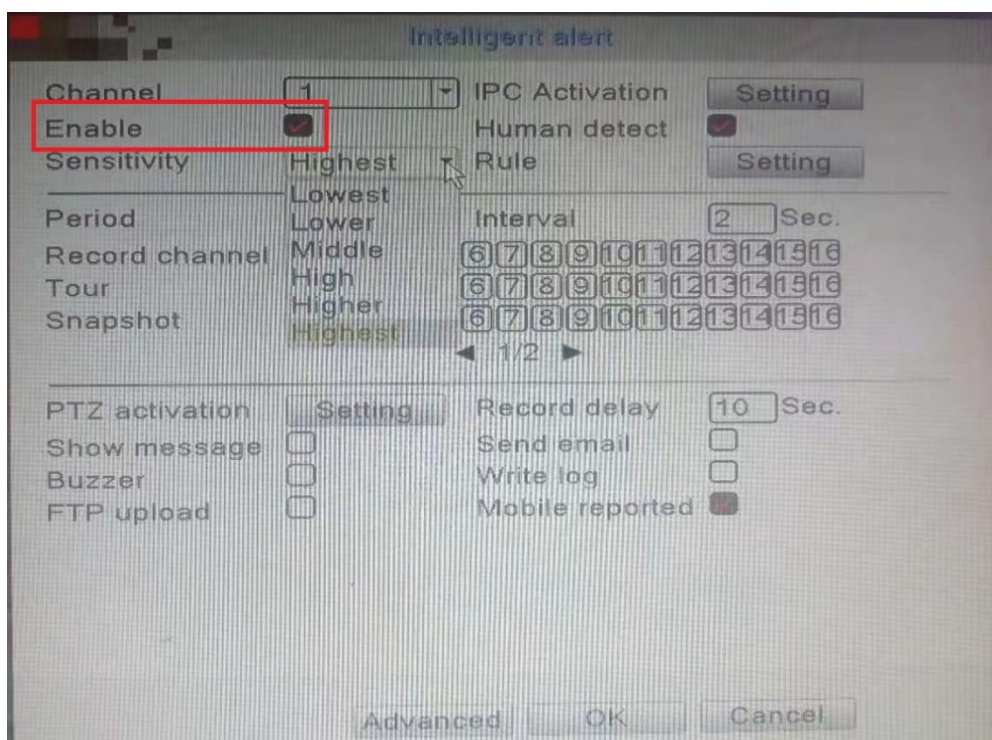 Intelligent alert
Channel 1 IPC Activation Setting
Enable Human detect
Sensitivity Highest Rule Setting
Lowest
Period Lower Interval 2 Sec.
Record channel Middle 6 7 8 9 10 11 12 13 14 15 16
Tour High 6 7 8 9 10 11 12 13 14 15 16
Snapshot Higher 6 7 8 9 10 11 12 13 14 15 16
Highest 1/2
PTZ activation Setting Record delay 10 Sec.
Show message Send email
Buzzer Write log
FTP upload Mobile reported
Advanced OK Cancel